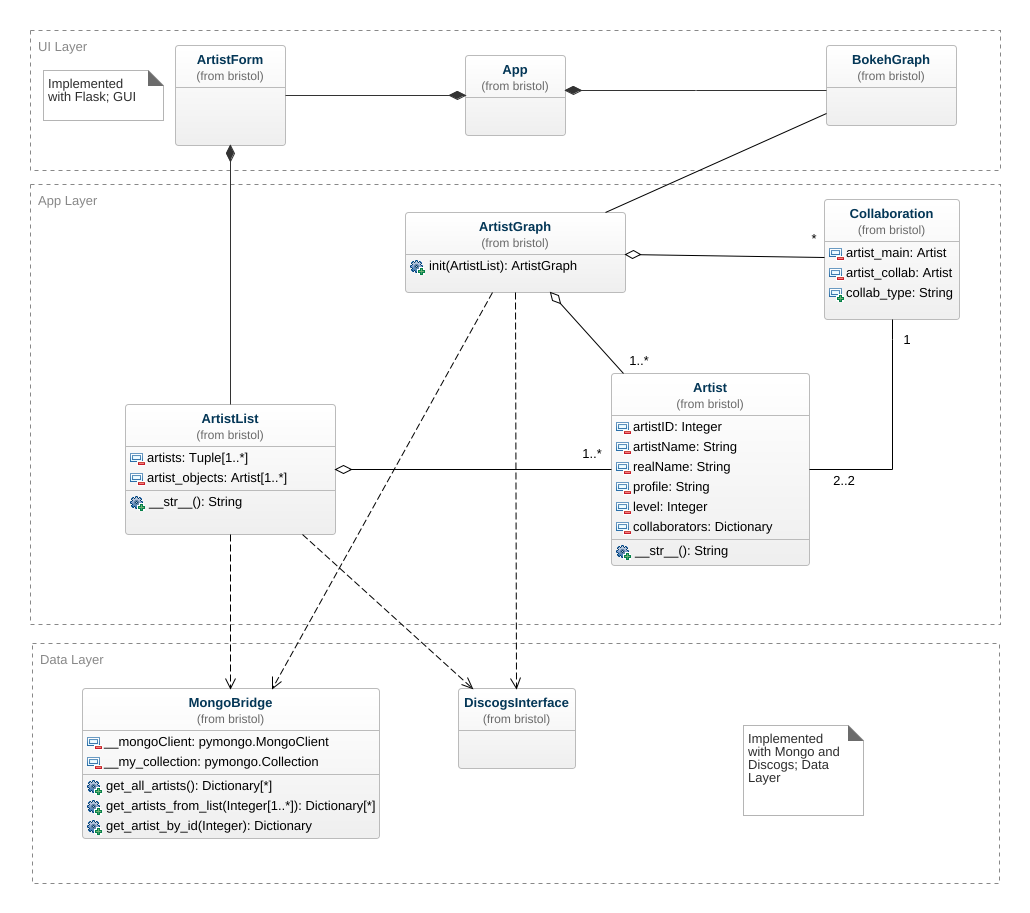 UI Layer
Implemented
with Flask; GUI
ArtistForm
(from bristol)
App
(from bristol)
BokehGraph
(from bristol)
App Layer
ArtistGraph
(from bristol)
init(ArtistList): ArtistGraph
*
Collaboration
(from bristol)
artist_main: Artist
artist_collab: Artist
collab_type: String
1
1..*
Artist
(from bristol)
artistID: Integer
artistName: String
realName: String
profile: String
level: Integer
collaborators: Dictionary
__str__(): String
2..2
1..*
ArtistList
(from bristol)
artists: Tuple[1..*]
artist_objects: Artist[1..*]
__str__(): String
Data Layer
MongoBridge
(from bristol)
__mongoClient: pymongo.MongoClient
__my_collection: pymongo.Collection
get_all_artists(): Dictionary[*]
get_artists_from_list(Integer[1..*]): Dictionary[*]
get_artist_by_id(Integer): Dictionary
DiscogsInterface
(from bristol)
Implemented
with Mongo and
Discogs; Data
Layer